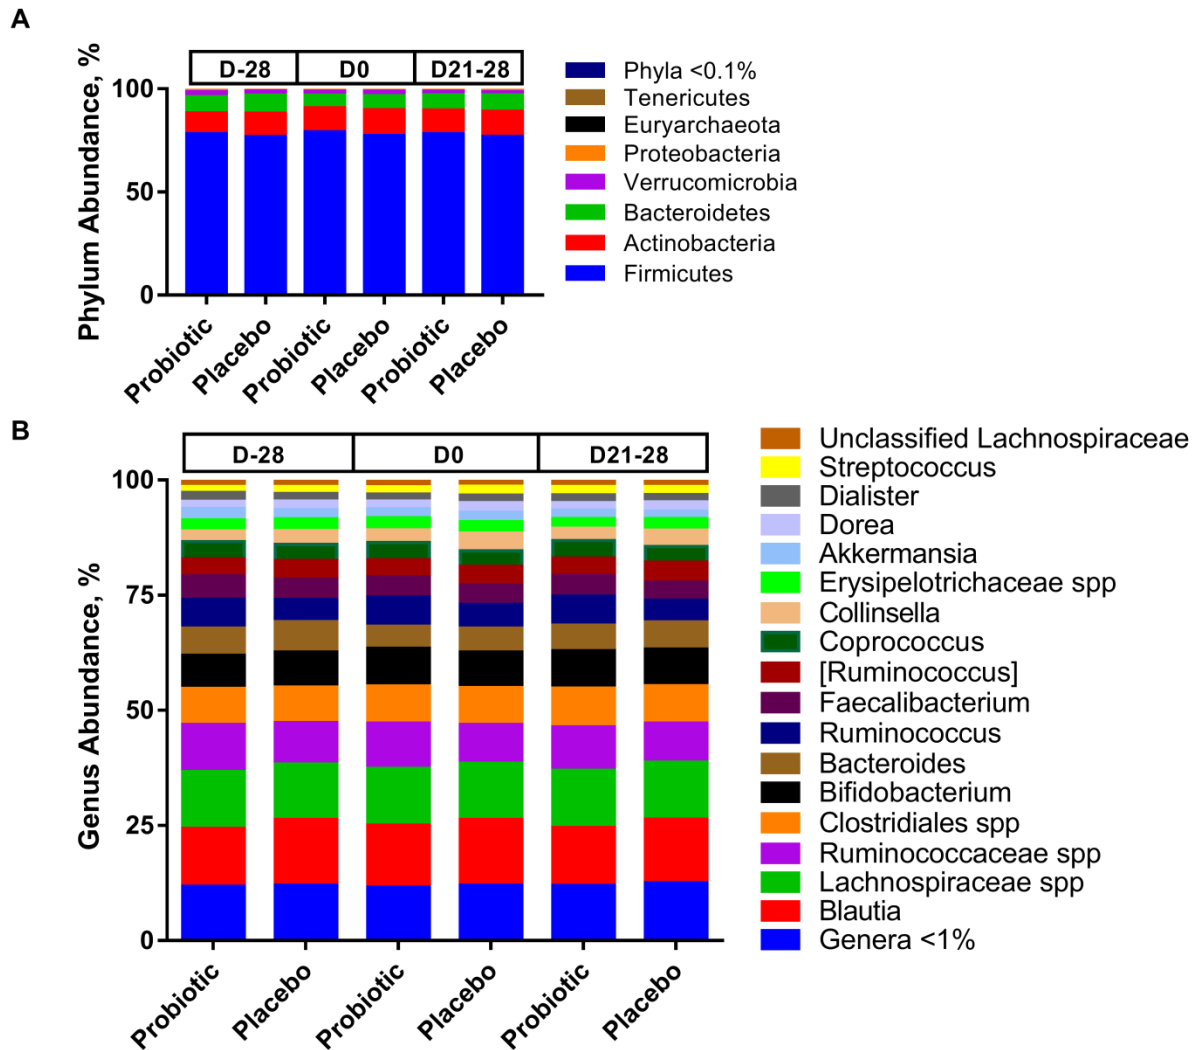 A
D-28 D0 D21-28
Phylum Abundance, %
100
50
0
Probiotic
Placebo
Probiotic
Placebo
Probiotic
Placebo
Phyla <0.1%
Tenericutes
Euryarchaeota
Proteobacteria
Verrucomicrobia
Bacteroidetes
Actinobacteria
Firmicutes
B
D-28 D0 D21-28
Genus Abundance, %
100
75
50
25
0
Probiotic
Placebo
Probiotic
Placebo
Probiotic
Placebo
Unclassified Lachnospiraceae
Streptococcus
Dialister
Dorea
Akkermansia
Erysipelotrichaceae spp
Collinsella
Coprococcus
[Ruminococcus]
Faecalibacterium
Ruminococcus
Bacteroides
Bifidobacterium
Clostridiales spp
Ruminococcaceae spp
Lachnospiraceae spp
Blautia
Genera <1%